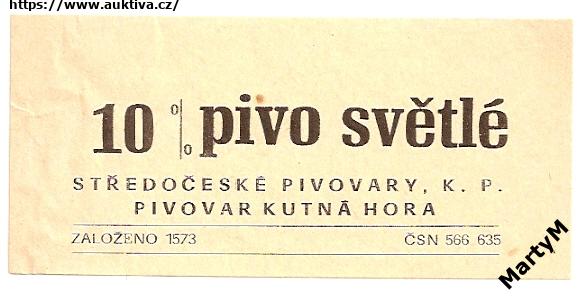 https://www.auktiva.cz/
10 % pivo světlé
STŘEDOČESKÉ PIVOVARY, K. P.
PIVOVAR KUTNÁ HORA
ZALOŽENO 1573 ČSN 566 635
MartyM